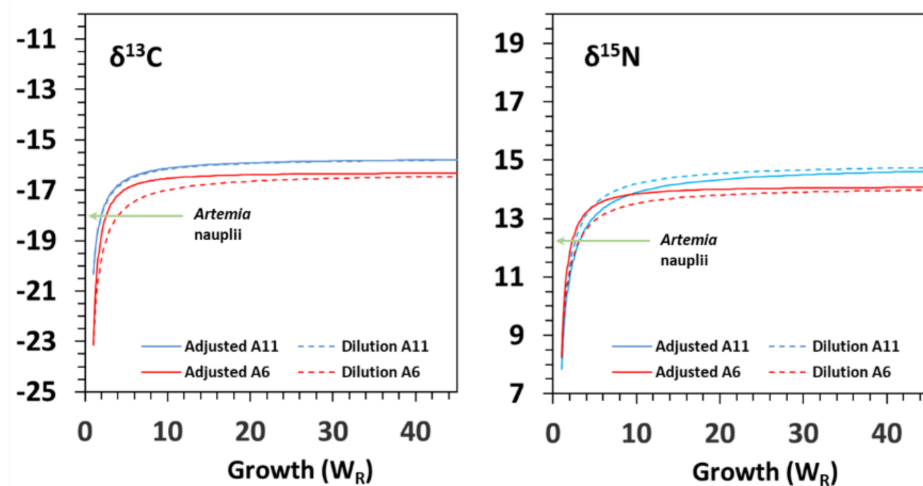 δ¹³C
-11
-13
-15
-17
-19
-21
-23
-25
Artemia
nauplii
Adjusted A11
Dilution A11
Adjusted A6
Dilution A6
0
10
20
30
40
Growth (W_R)
δ¹⁵N
19
17
15
13
11
9
7
Artemia
nauplii
Adjusted A11
Dilution A11
Adjusted A6
Dilution A6
0
10
20
30
40
Growth (W_R)